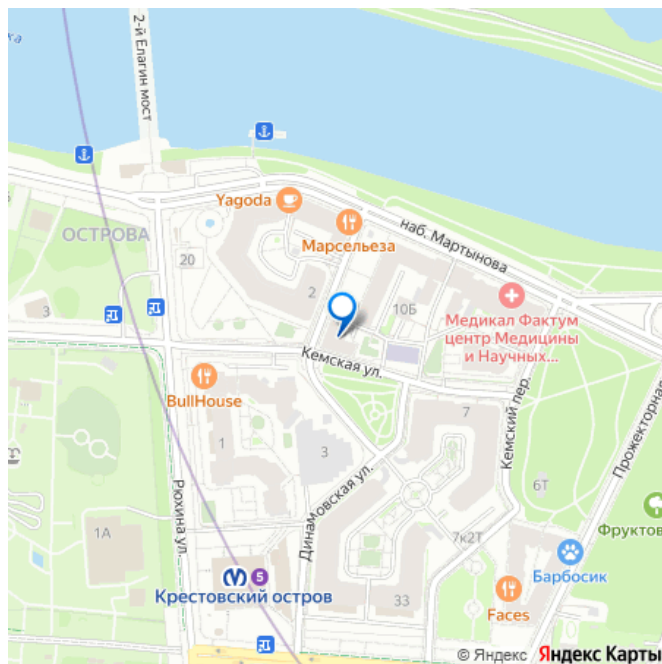 2-й Елагин мост
Yagoda
Марсельеза
наб. Мартынова
ОСТРОВА
20
2
10Б
3
Медикал Фактум
центр Медицины
и Научных...
Кемская ул.
BullHouse
Кемский пер.
Прожекторная
7
1
3
Рюхина ул.
Динамовская ул.
6Т
1А
Фруктов
7к2Т
Барбосик
5
Крестовский остров
33
Faces
© Яндекс Яндекс Карты